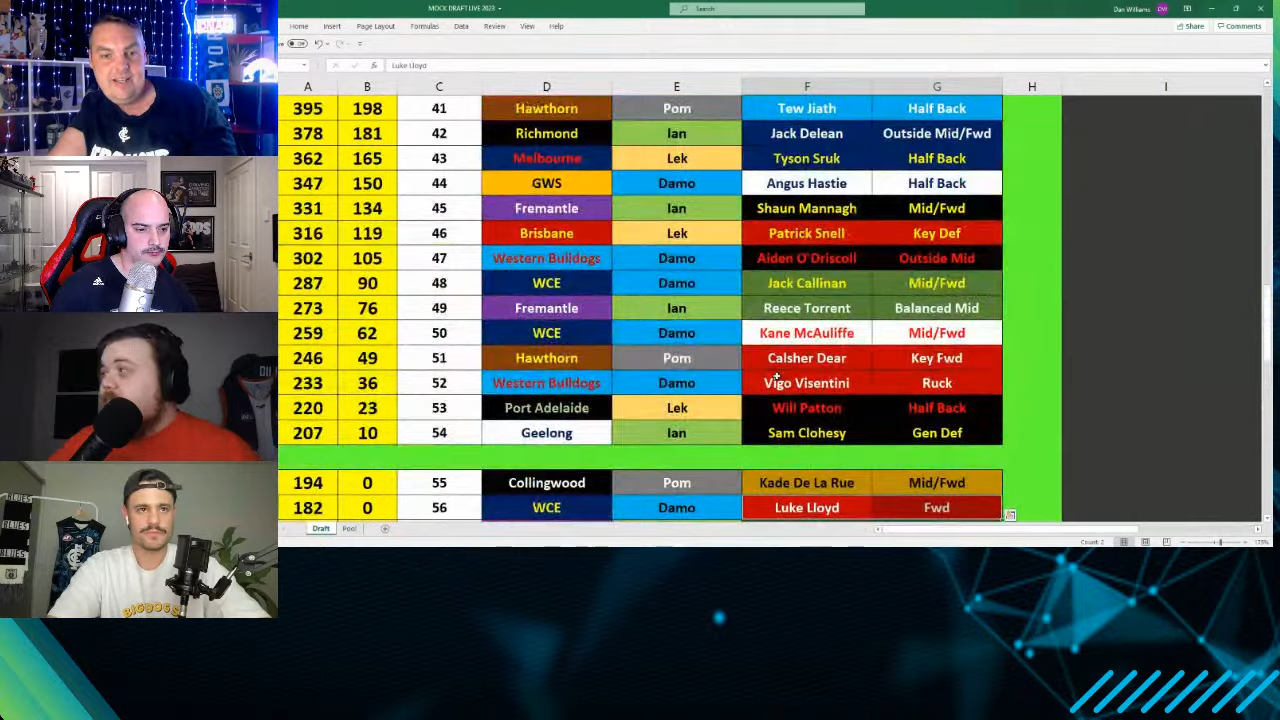 MOCK DRAFT LIVE 2023
Search
Dan Williams
DW
Home Insert Page Layout Formulas Data Review View Help
Share Comments
Off
Luke Lloyd
A B C D E F G H I
395 198 41 Hawthorn Pom Tew Jiath Half Back
378 181 42 Richmond Ian Jack Delean Outside Mid/Fwd
362 165 43 Melbourne Lek Tyson Sruk Half Back
347 150 44 GWS Damo Angus Hastie Half Back
331 134 45 Fremantle Ian Shaun Mannagh Mid/Fwd
316 119 46 Brisbane Lek Patrick Snell Key Def
302 105 47 Western Bulldogs Damo Aiden O'Driscoll Outside Mid
287 90 48 WCE Damo Jack Callinan Mid/Fwd
273 76 49 Fremantle Ian Reece Torrent Balanced Mid
259 62 50 WCE Damo Kane McAuliffe Mid/Fwd
246 49 51 Hawthorn Pom Calsher Dear Key Fwd
233 36 52 Western Bulldogs Damo Vigo Visentini Ruck
220 23 53 Port Adelaide Lek Will Patton Half Back
207 10 54 Geelong Ian Sam Clohesy Gen Def
194 0 55 Collingwood Pom Kade De La Rue Mid/Fwd
182 0 56 WCE Damo Luke Lloyd Fwd
Draft Pool
Count: 2
175%
BLUES
BIGDOGS